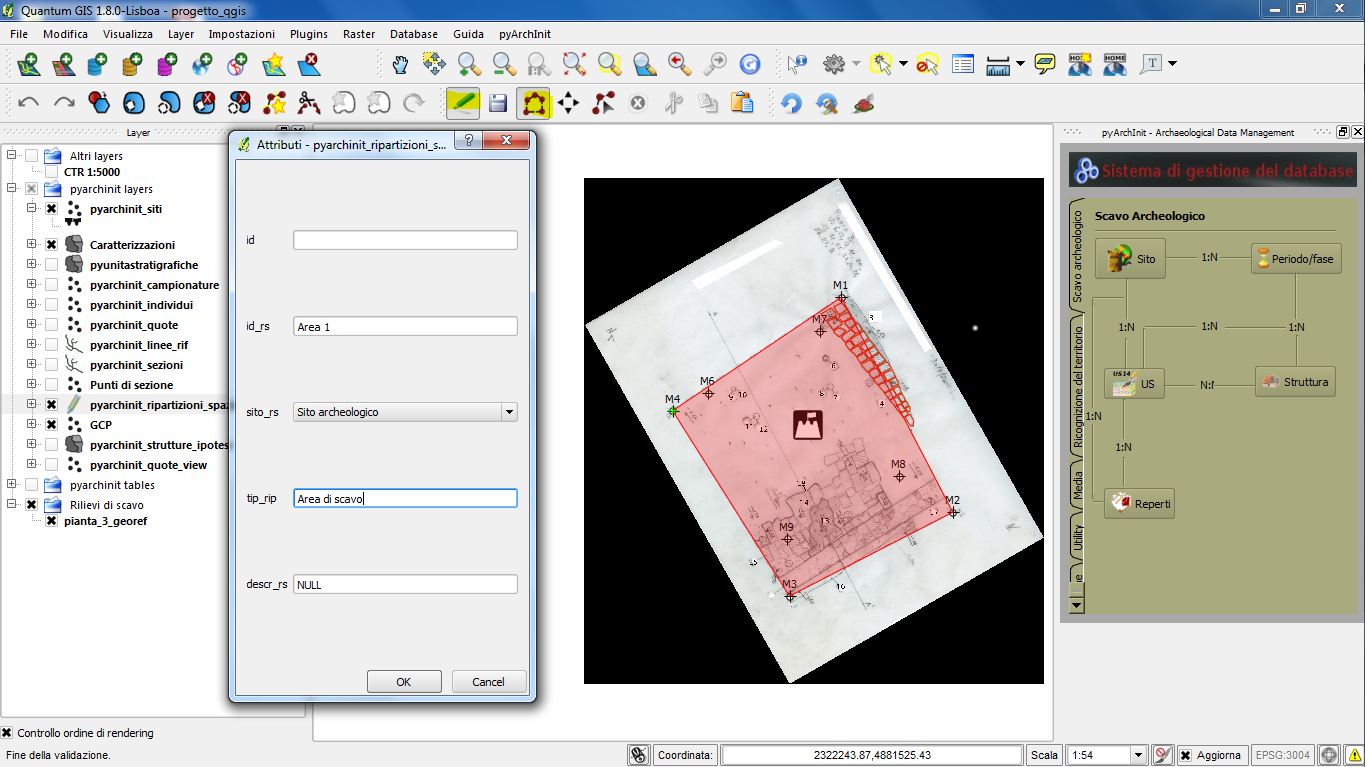 Quantum GIS 1.8.0-Lisboa - progetto_qgis
File Modifica Visualizza Layer Impostazioni Plugins Raster Database Guida pyArchInit
Layer
Altri layers
CTR 1:5000
pyarchinit layers
pyarchinit_siti
Caratterizzazioni
pyunitastratigrafiche
pyarchinit_campionature
pyarchinit_individui
pyarchinit_quote
pyarchinit_linee_rif
pyarchinit_sezioni
Punti di sezione
pyarchinit_ripartizioni_spaz
GCP
pyarchinit_strutture_ipotes
pyarchinit_quote_view
pyarchinit tables
Rilievi di scavo
pianta_3_georef
Controllo ordine di rendering
Attributi - pyarchinit_ripartizioni_s...
id
id_rs Area 1
sito_rs Sito archeologico
tip_rip Area di scavo
descr_rs NULL
OK Cancel
M1
M7
M6
M4
M8
M2
M9
M3
pyArchInit - Archaeological Data Management
Sistema di gestione del database
Scavo archeologico
Ricognizione del territorio
Media
Utility
Scavo Archeologico
Sito 1:N Periodo/fase
1:N 1:N 1:N
US14
US N:I Struttura
1:N
1:N
Reperti
Fine della validazione.
Coordinata: 2322243.87,4881525.43 Scala 1:54 Aggiorna EPSG:3004